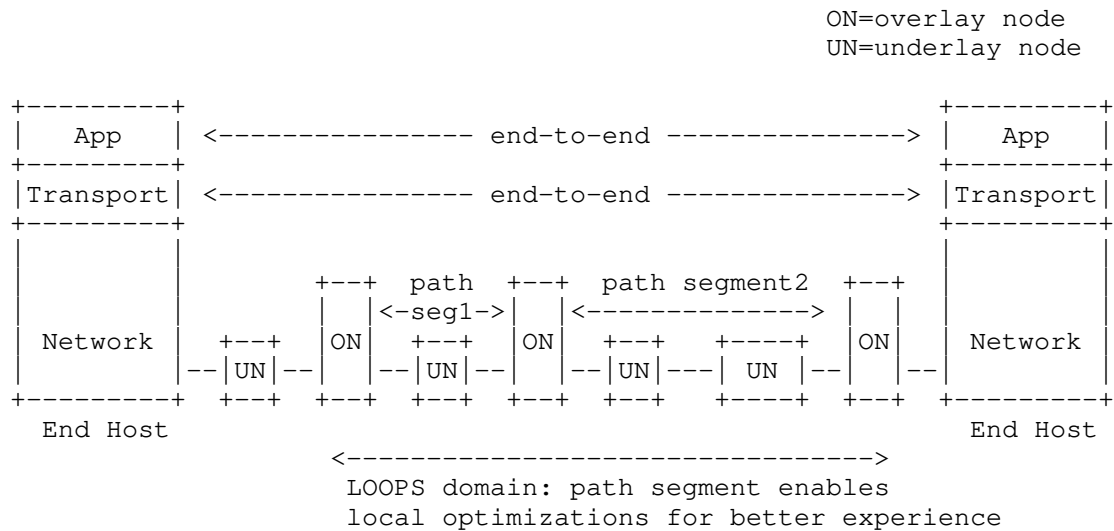 ON=overlay node
UN=underlay node
App <---------------- end-to-end ---------------> App
Transport <---------------- end-to-end ---------------> Transport
path path segment2
<-seg1-> <-------------->
Network ON ON ON Network
UN UN UN UN
End Host End Host
<---------------------------------->
LOOPS domain: path segment enables
local optimizations for better experience